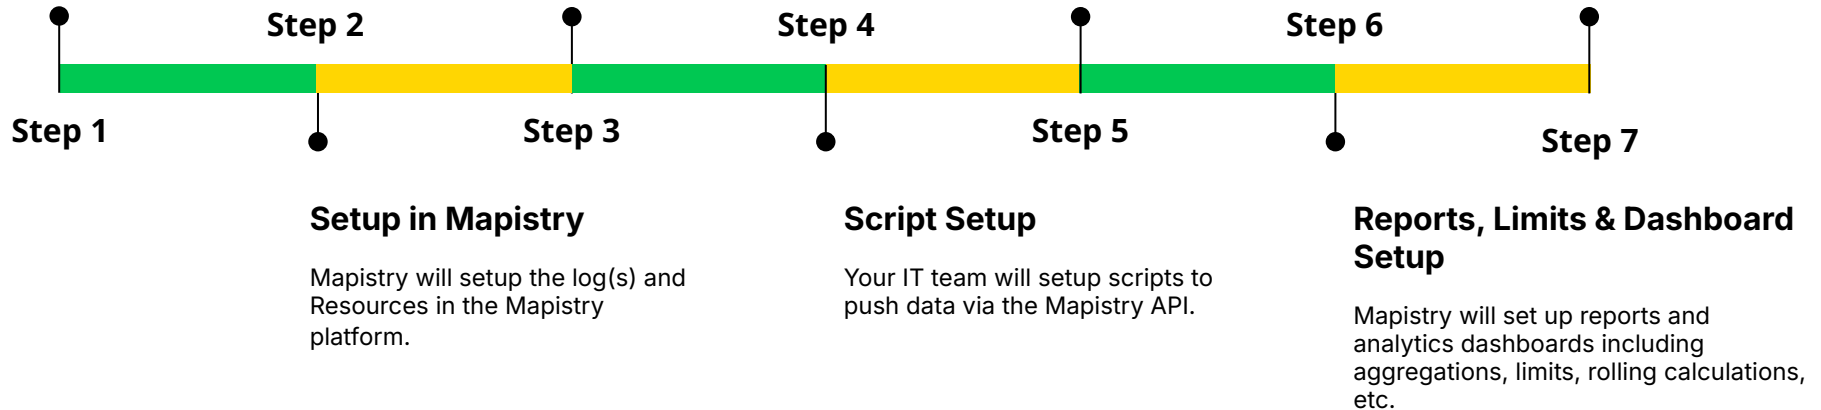 Step 2
Step 4
Step 6
Step 1
Step 3
Step 5
Step 7
Setup in Mapistry
Mapistry will setup the log(s) and
Resources in the Mapistry
platform.
Script Setup
Your IT team will setup scripts to
push data via the Mapistry API.
Reports, Limits & Dashboard
Setup
Mapistry will set up reports and
analytics dashboards including
aggregations, limits, rolling calculations,
etc.